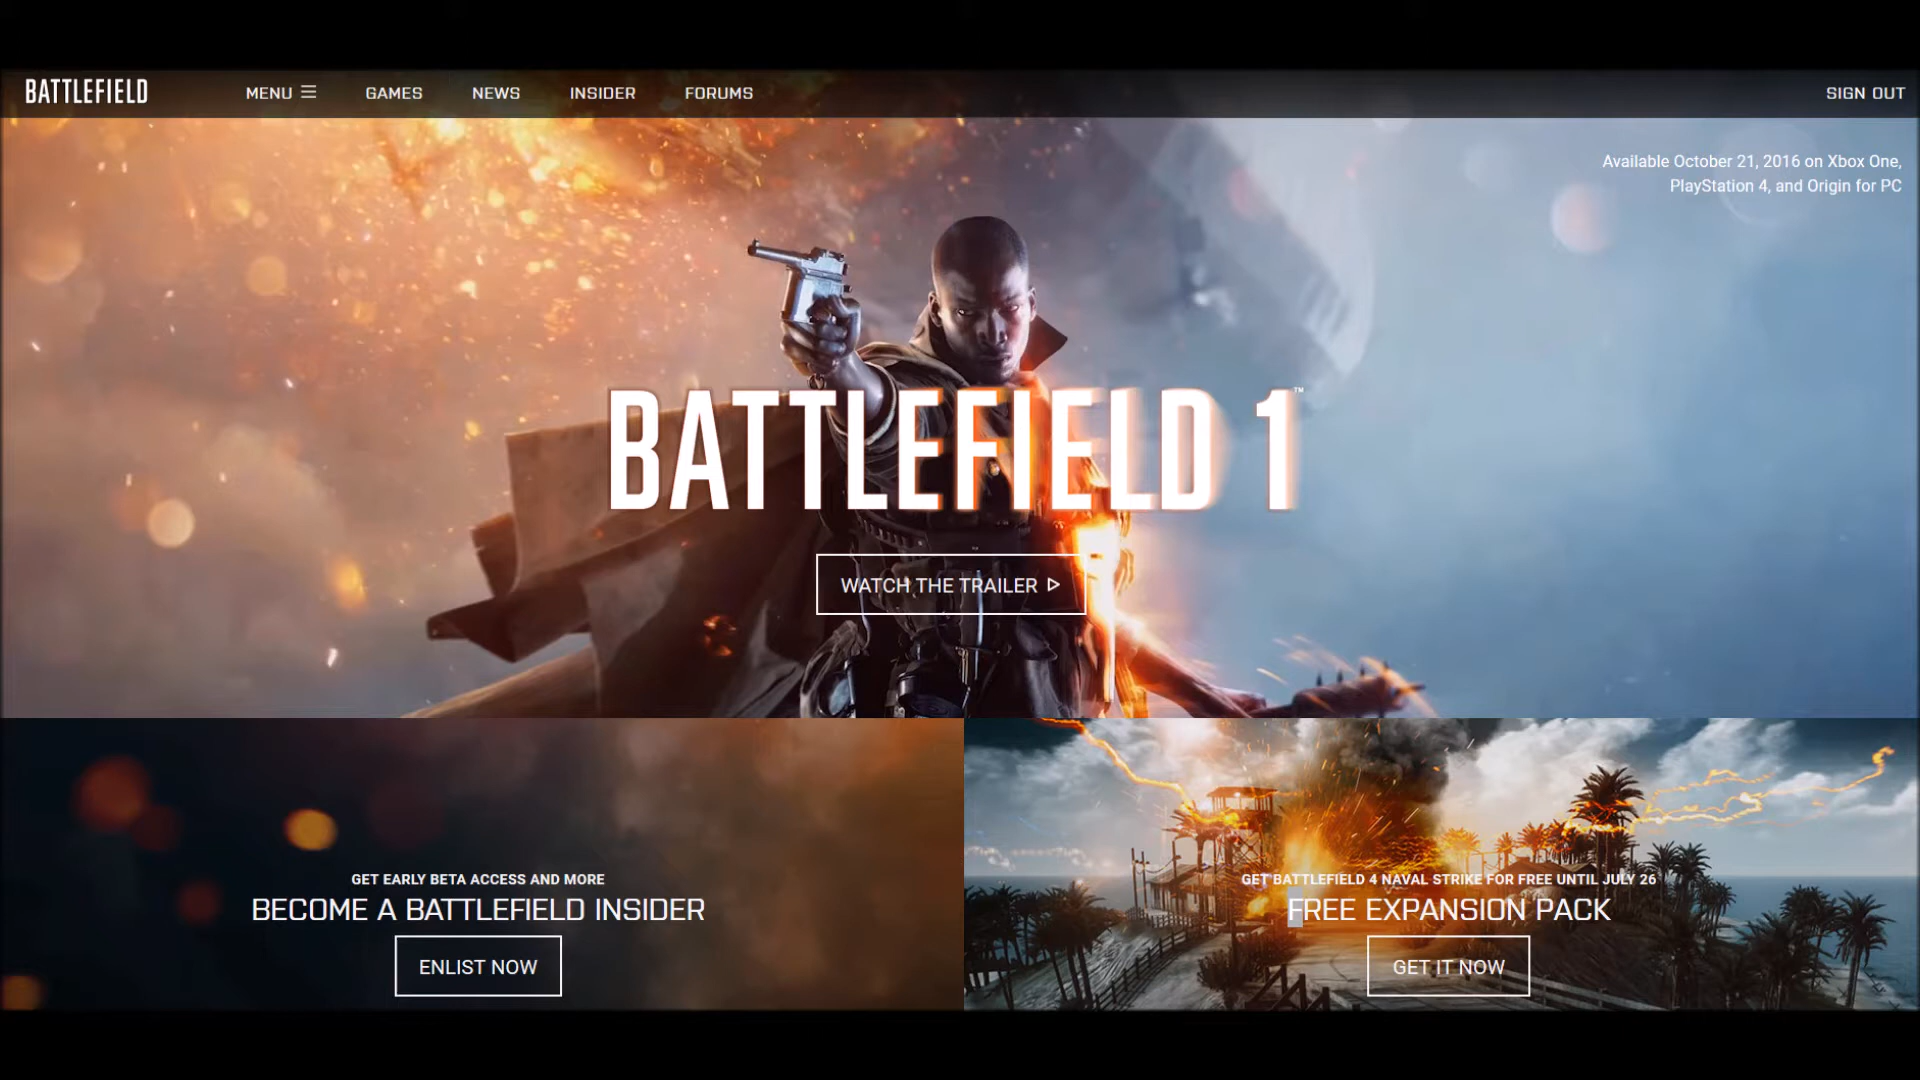 BATTLEFIELD
MENU
GAMES
NEWS
INSIDER
FORUMS
SIGN OUT
Available October 21, 2016 on Xbox One,
PlayStation 4, and Origin for PC
BATTLEFIELD 1™
WATCH THE TRAILER
GET EARLY BETA ACCESS AND MORE
BECOME A BATTLEFIELD INSIDER
ENLIST NOW
GET BATTLEFIELD 4 NAVAL STRIKE FOR FREE UNTIL JULY 26
FREE EXPANSION PACK
GET IT NOW